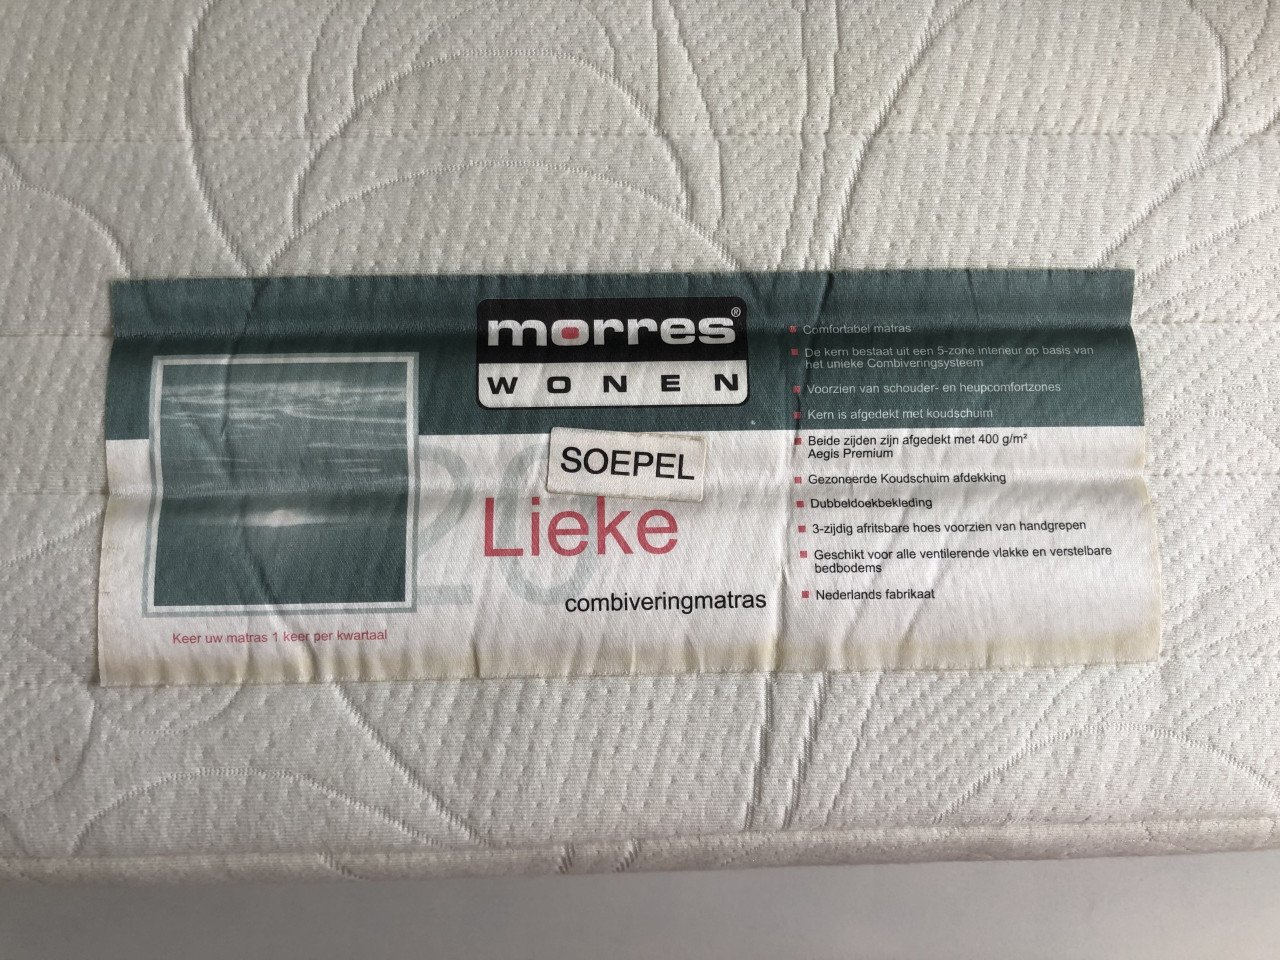 morres®
WONEN
SOEPEL
20
Lieke
combiveringmatras
Keer uw matras 1 keer per kwartaal
Comfortabel matras
De kern bestaat uit een 5-zone interieur op basis van
het unieke Combiveringsysteem
Voorzien van schouder- en heupcomfortzones
Kern is afgedekt met koudschuim
Beide zijden zijn afgedekt met 400 g/m²
Aegis Premium
Gezoneerde Koudschuim afdekking
Dubbeldoekbekleding
3-zijdig afritsbare hoes voorzien van handgrepen
Geschikt voor alle ventilerende vlakke en verstelbare
bedbodems
Nederlands fabrikaat